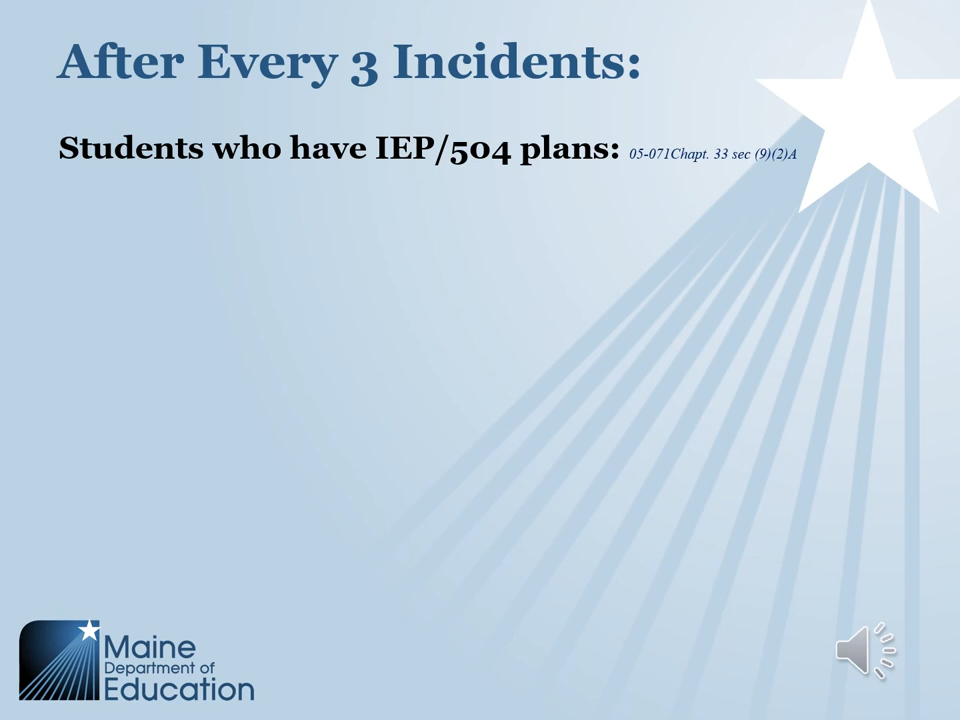 After Every 3 Incidents:
Students who have IEP/504 plans: 05-071Chapt. 33 sec (9)(2)A
Maine
Department of
Education